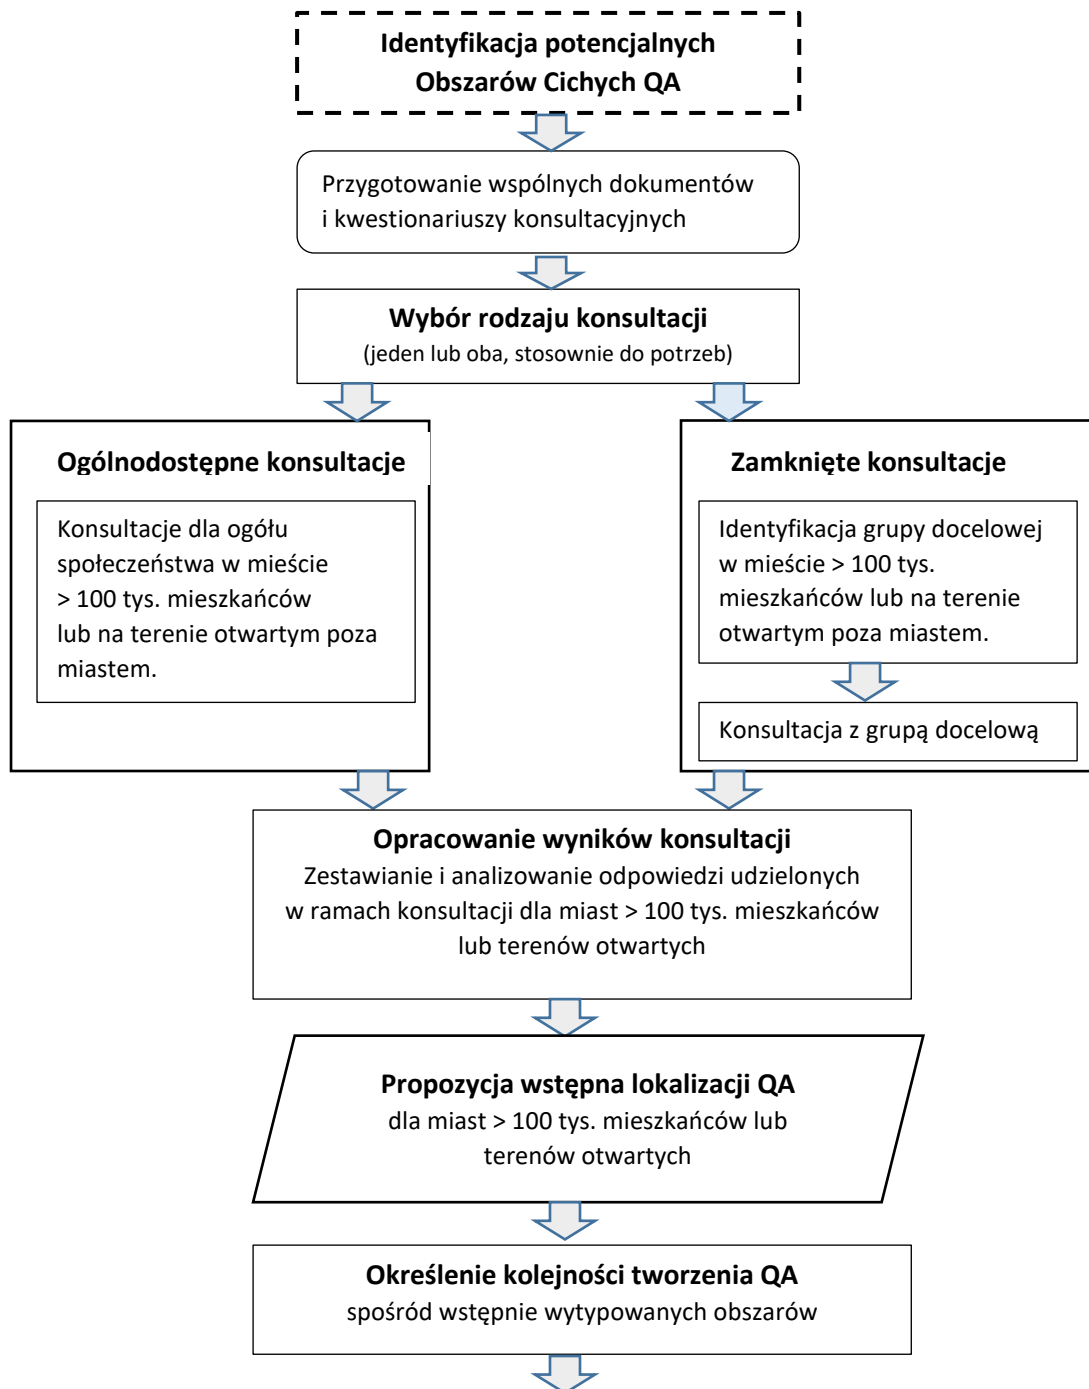 Identyfikacja potencjalnych
Obszarów Cichych QA
Przygotowanie wspólnych dokumentów
i kwestionariuszy konsultacyjnych
Wybór rodzaju konsultacji
(jeden lub oba, stosownie do potrzeb)
Ogólnodostępne konsultacje
Konsultacje dla ogółu
społeczeństwa w mieście
> 100 tys. mieszkańców
lub na terenie otwartym poza
miastem.
Zamknięte konsultacje
Identyfikacja grupy docelowej
w mieście > 100 tys.
mieszkańców lub na terenie
otwartym poza miastem.
Konsultacja z grupą docelową
Opracowanie wyników konsultacji
Zestawianie i analizowanie odpowiedzi udzielonych
w ramach konsultacji dla miast > 100 tys. mieszkańców
lub terenów otwartych
Propozycja wstępna lokalizacji QA
dla miast > 100 tys. mieszkańców lub
terenów otwartych
Określenie kolejności tworzenia QA
spośród wstępnie wytypowanych obszarów